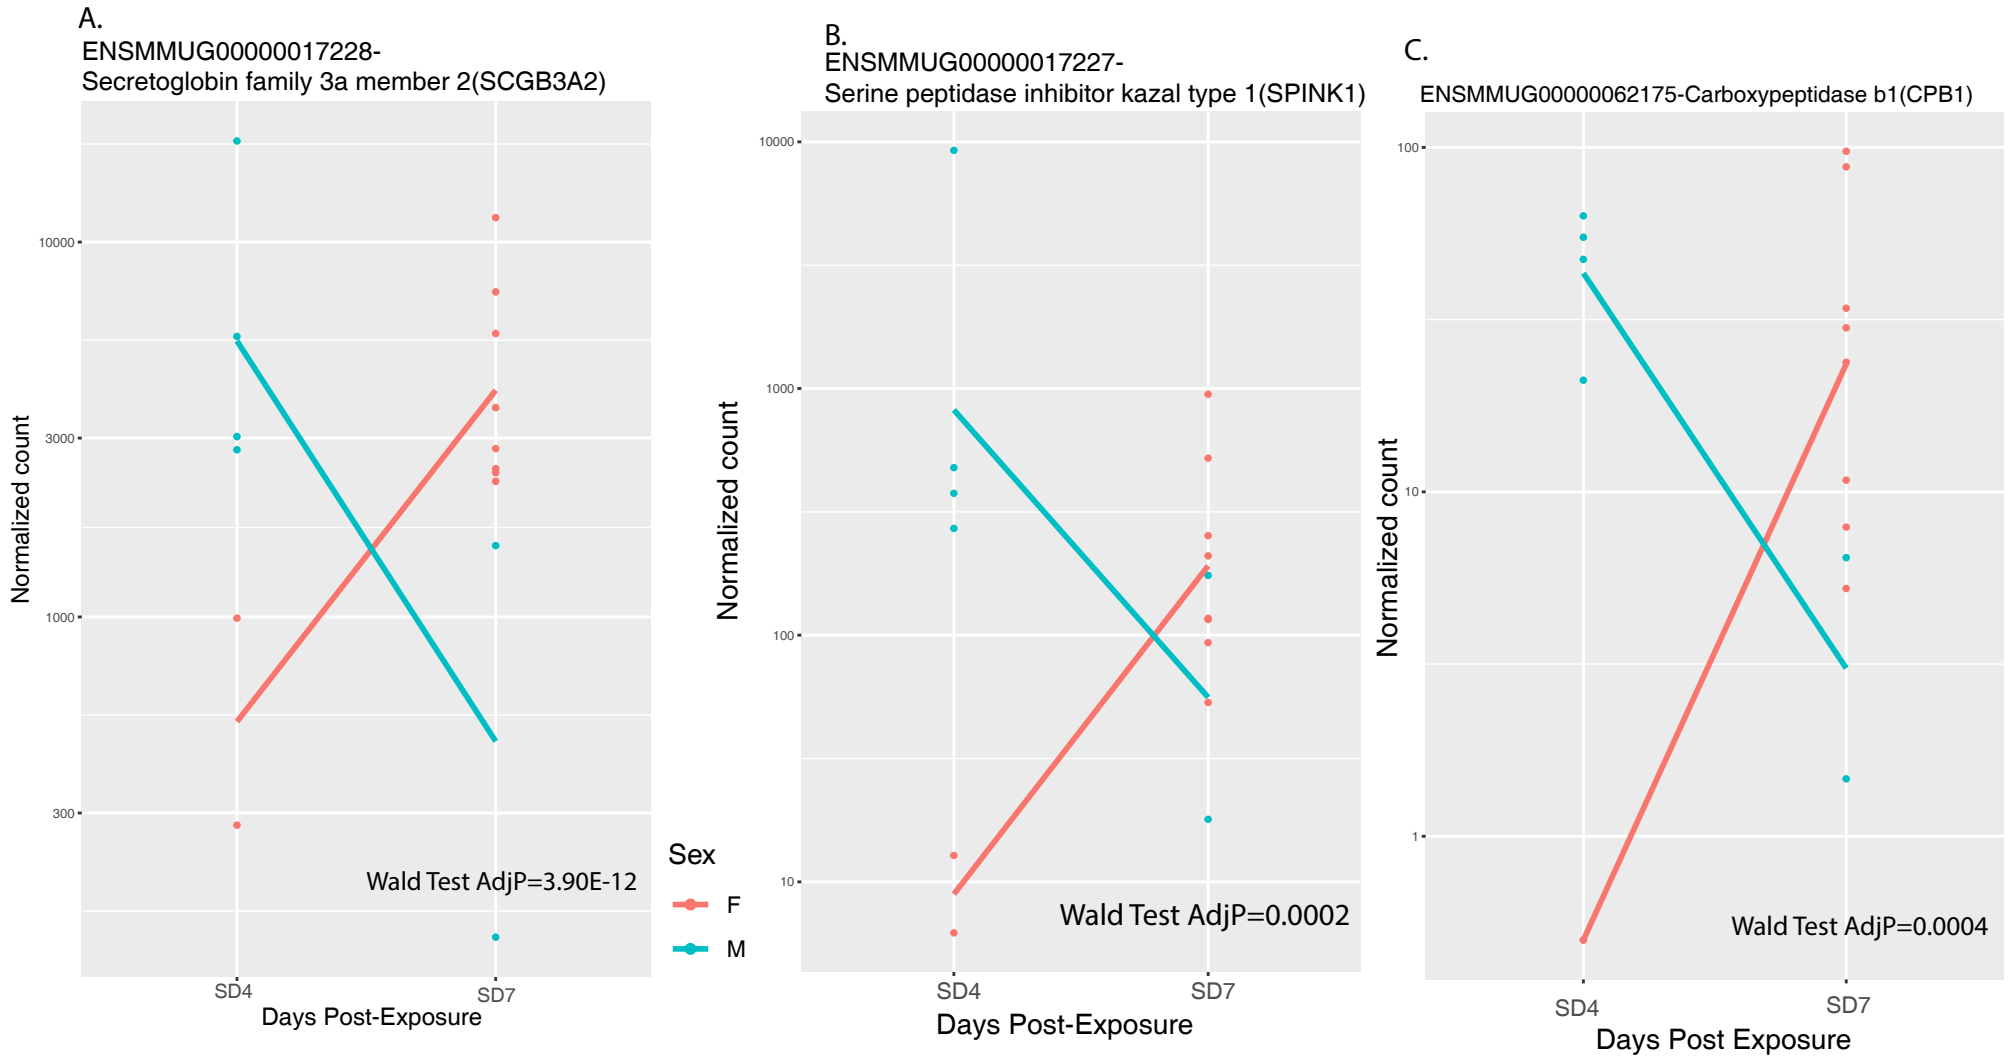 A.
ENSMMUG00000017228-
Secretoglobin family 3a member 2(SCGB3A2)
Normalized count
10000
3000
1000
300
Wald Test AdjP=3.90E-12
SD4
SD7
Days Post-Exposure
Sex
F
M
B.
ENSMMUG00000017227-
Serine peptidase inhibitor kazal type 1(SPINK1)
Normalized count
10000
1000
100
10
Wald Test AdjP=0.0002
SD4
SD7
Days Post-Exposure
C.
ENSMMUG00000062175-Carboxypeptidase b1(CPB1)
Normalized count
100
10
1
Wald Test AdjP=0.0004
SD4
SD7
Days Post Exposure